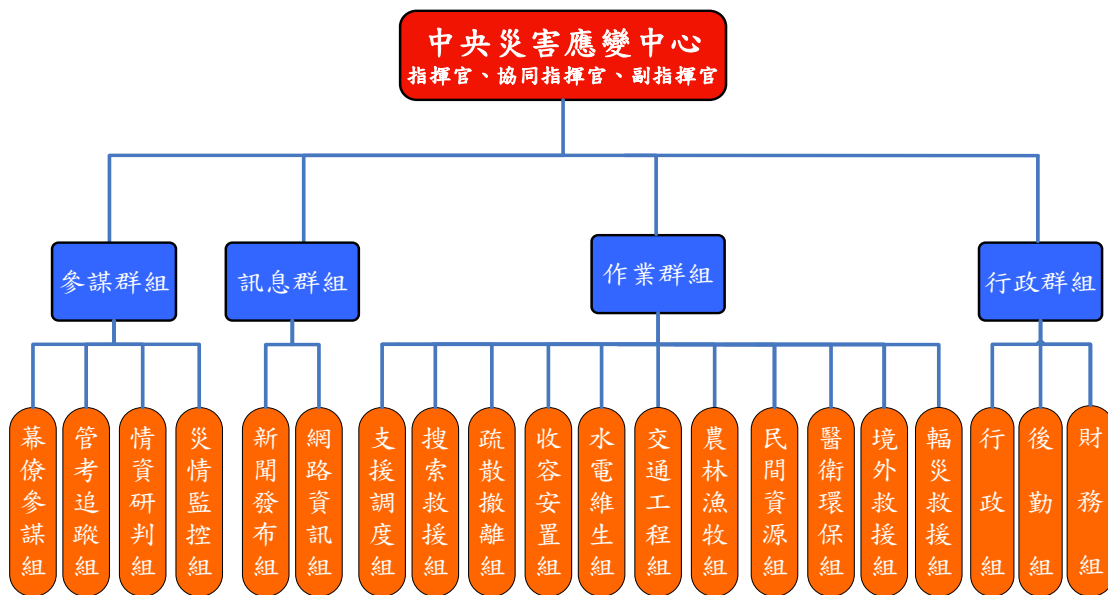 中央災害應變中心
指揮官、協同指揮官、副指揮官
參謀群組
訊息群組
作業群組
行政群組
幕僚參謀組
管考追蹤組
情資研判組
災情監控組
新聞發布組
網路資訊組
支援調度組
搜索救援組
疏散撤離組
收容安置組
水電維生組
交通工程組
農林漁牧組
民間資源組
醫衛環保組
境外救援組
輻災救援組
行政組
後勤組
財務組